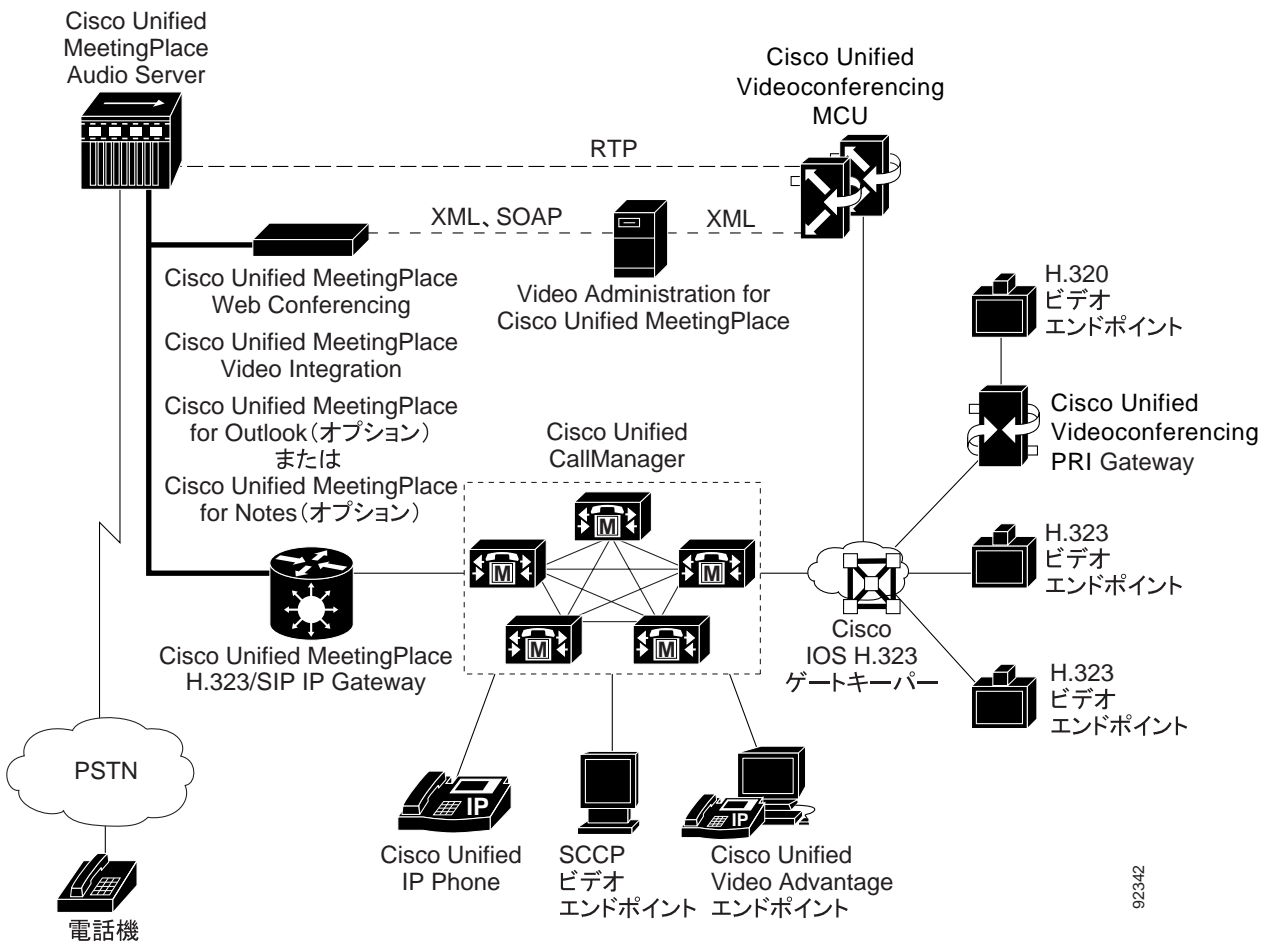 Cisco Unified
MeetingPlace
Audio Server
Cisco Unified
Videoconferencing
MCU
RTP
XML、SOAP
XML
Cisco Unified MeetingPlace
Web Conferencing
Video Administration for
Cisco Unified MeetingPlace
Cisco Unified MeetingPlace
Video Integration
Cisco Unified MeetingPlace
for Outlook（オプション）
または
Cisco Unified MeetingPlace
for Notes（オプション）
H.320
ビデオ
エンドポイント
Cisco Unified
Videoconferencing
PRI Gateway
Cisco Unified
CallManager
M
M
M
M
M
H.323
ビデオ
エンドポイント
Cisco Unified MeetingPlace
H.323/SIP IP Gateway
Cisco
IOS H.323
ゲートキーパー
H.323
ビデオ
エンドポイント
PSTN
電話機
IP
Cisco Unified
IP Phone
SCCP
ビデオ
エンドポイント
IP
Cisco Unified
Video Advantage
エンドポイント
92342